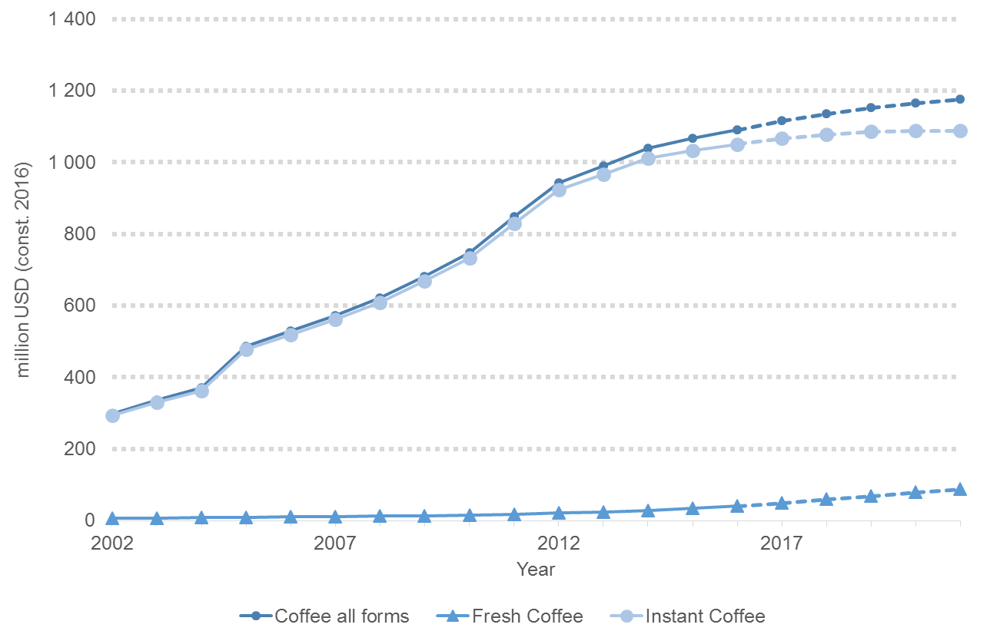 1 400
1 200
1 000
800
600
400
200
0
million USD (const. 2016)
2002 2007 2012 2017
Year
Coffee all forms Fresh Coffee Instant Coffee